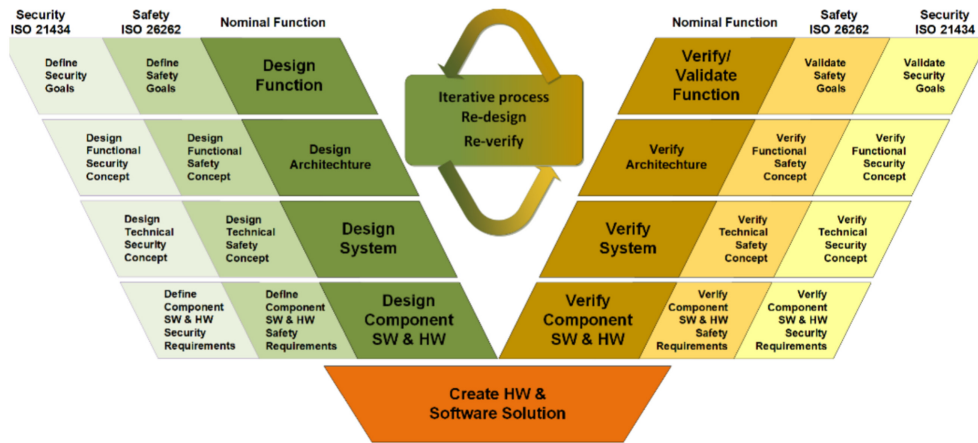 Security
ISO 21434
Safety
ISO 26262
Nominal Function
Nominal Function
Safety
ISO 26262
Security
ISO 21434
Define
Security
Goals
Define
Safety
Goals
Design
Function
Iterative process
Re-design
Re-verify
Verify/
Validate
Function
Validate
Safety
Goals
Validate
Security
Goals
Design
Functional
Security
Concept
Design
Functional
Safety
Concept
Design
Architechture
Verify
Architecture
Verify
Functional
Safety
Concept
Verify
Functional
Security
Concept
Design
Technical
Security
Concept
Design
Technical
Safety
Concept
Design
System
Verify
System
Verify
Technical
Safety
Concept
Verify
Technical
Security
Concept
Define
Component
SW & HW
Security
Requirements
Define
Component
SW & HW
Safety
Requirements
Design
Component
SW & HW
Verify
Component
SW & HW
Verify
Component
SW & HW
Safety
Requirements
Verify
Component
SW & HW
Security
Requirements
Create HW &
Software Solution